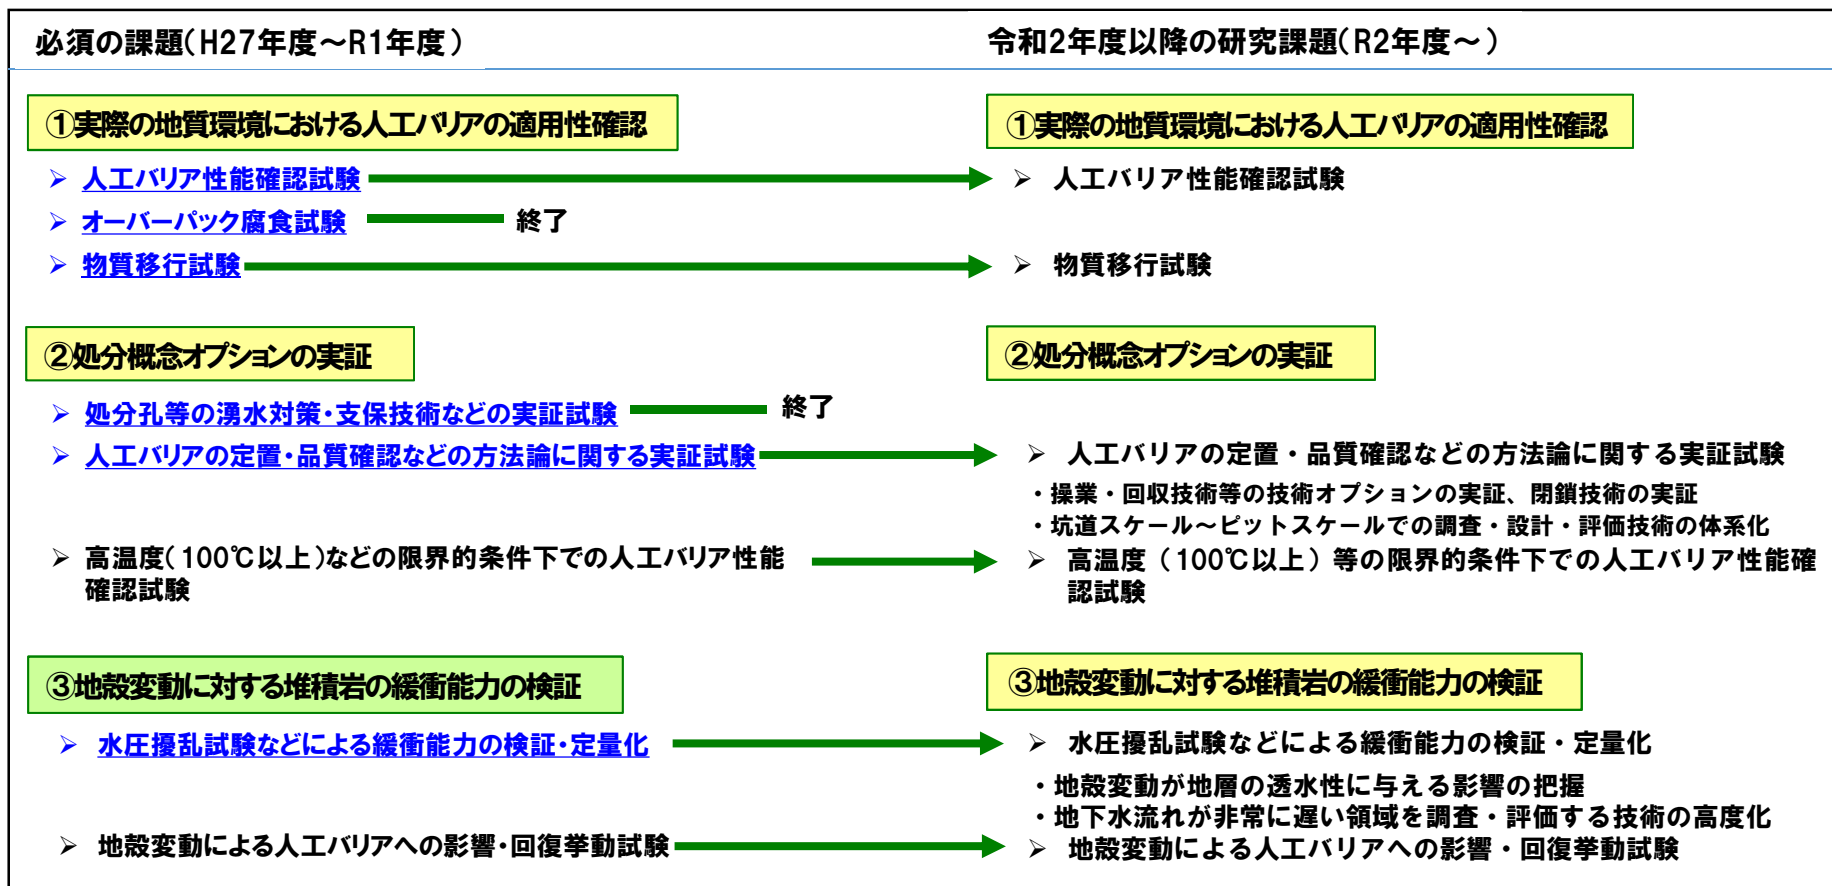 必須の課題(H27年度～R1年度)
令和2年度以降の研究課題(R2年度～)
①実際の地質環境における人工バリアの適用性確認
➢ 人工バリア性能確認試験
➢ オーバーパック腐食試験 終了
➢ 物質移行試験
①実際の地質環境における人工バリアの適用性確認
➢ 人工バリア性能確認試験
➢ 物質移行試験
②処分概念オプションの実証
➢ 処分孔等の湧水対策･支保技術などの実証試験 終了
➢ 人工バリアの定置･品質確認などの方法論に関する実証試験
➢ 高温度(100℃以上)などの限界的条件下での人工バリア性能
確認試験
②処分概念オプションの実証
➢ 人工バリアの定置・品質確認などの方法論に関する実証試験
・操業・回収技術等の技術オプションの実証、閉鎖技術の実証
・坑道スケール～ピットスケールでの調査・設計・評価技術の体系化
➢ 高温度（100℃以上）等の限界的条件下での人工バリア性能確
認試験
③地殻変動に対する堆積岩の緩衝能力の検証
➢ 水圧擾乱試験などによる緩衝能力の検証･定量化
➢ 地殻変動による人工バリアへの影響･回復挙動試験
③地殻変動に対する堆積岩の緩衝能力の検証
➢ 水圧擾乱試験などによる緩衝能力の検証・定量化
・地殻変動が地層の透水性に与える影響の把握
・地下水流れが非常に遅い領域を調査・評価する技術の高度化
➢ 地殻変動による人工バリアへの影響・回復挙動試験